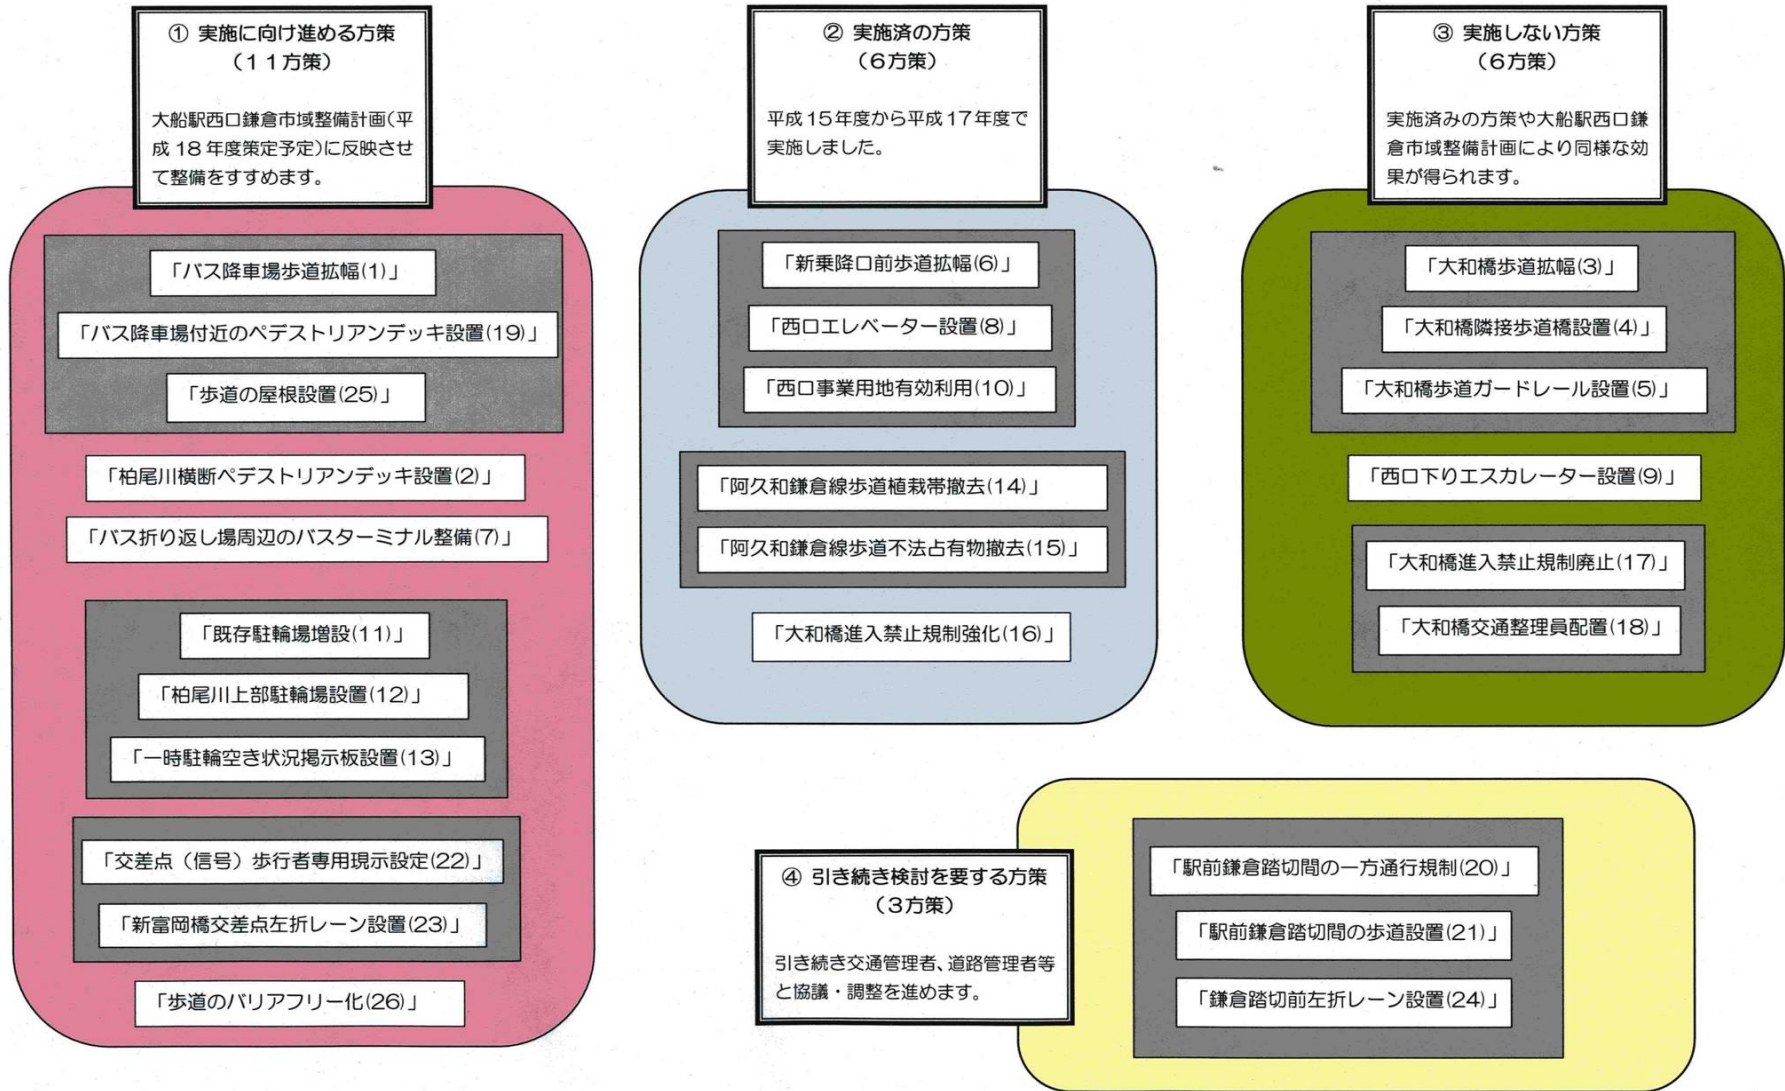 ① 実施に向け進める方策
（１１方策）
大船駅西口鎌倉市域整備計画（平
成 18 年度策定予定）に反映させ
て整備をすすめます。
「バス降車場歩道拡幅(1)」
「バス降車場付近のペデストリアンデッキ設置(19)」
「歩道の屋根設置(25)」
「柏尾川横断ペデストリアンデッキ設置(2)」
「バス折り返し場周辺のバスターミナル整備(7)」
「既存駐輪場増設(11)」
「柏尾川上部駐輪場設置(12)」
「一時駐輪空き状況掲示板設置(13)」
「交差点（信号）歩行者専用現示設定(22)」
「新富岡橋交差点左折レーン設置(23)」
「歩道のバリアフリー化(26)」
② 実施済の方策
（6方策）
平成 15 年度から平成 17 年度で
実施しました。
「新乗降口前歩道拡幅(6)」
「西口エレベーター設置(8)」
「西口事業用地有効利用(10)」
「阿久和鎌倉線歩道植栽帯撤去(14)」
「阿久和鎌倉線歩道不法占有物撤去(15)」
「大和橋進入禁止規制強化(16)」
③ 実施しない方策
（6方策）
実施済みの方策や大船駅西口鎌
倉市域整備計画により同様な効
果が得られます。
「大和橋歩道拡幅(3)」
「大和橋隣接歩道橋設置(4)」
「大和橋歩道ガードレール設置(5)」
「西口下りエスカレーター設置(9)」
「大和橋進入禁止規制廃止(17)」
「大和橋交通整理員配置(18)」
④ 引き続き検討を要する方策
（3方策）
引き続き交通管理者、道路管理者等
と協議・調整を進めます。
「駅前鎌倉踏切間の一方通行規制(20)」
「駅前鎌倉踏切間の歩道設置(21)」
「鎌倉踏切前左折レーン設置(24)」